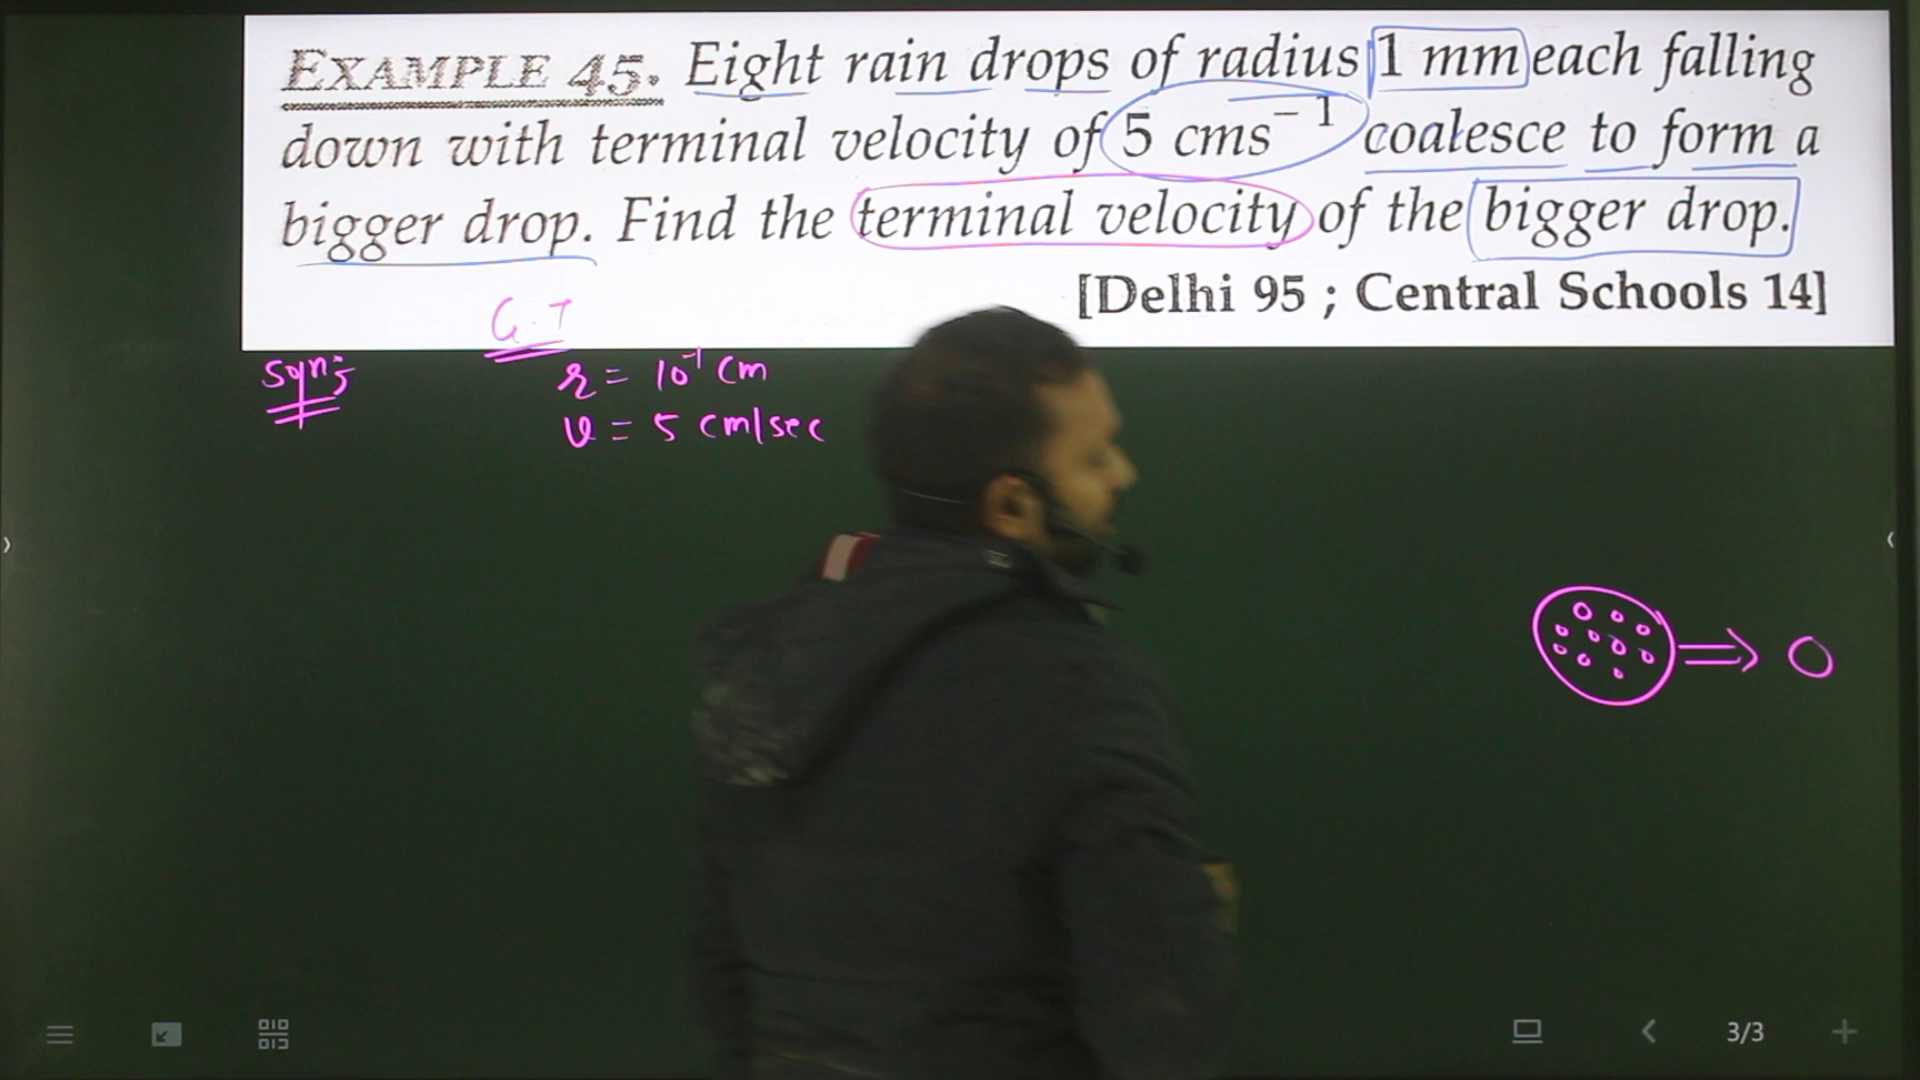 EXAMPLE 45. Eight rain drops of radius 1 mm each falling
down with terminal velocity of 5 cms⁻¹ coalesce to form a
bigger drop. Find the terminal velocity of the bigger drop.
[Delhi 95 ; Central Schools 14]
G.T
r = 10⁻¹ cm
v = 5 cm/sec
3/3